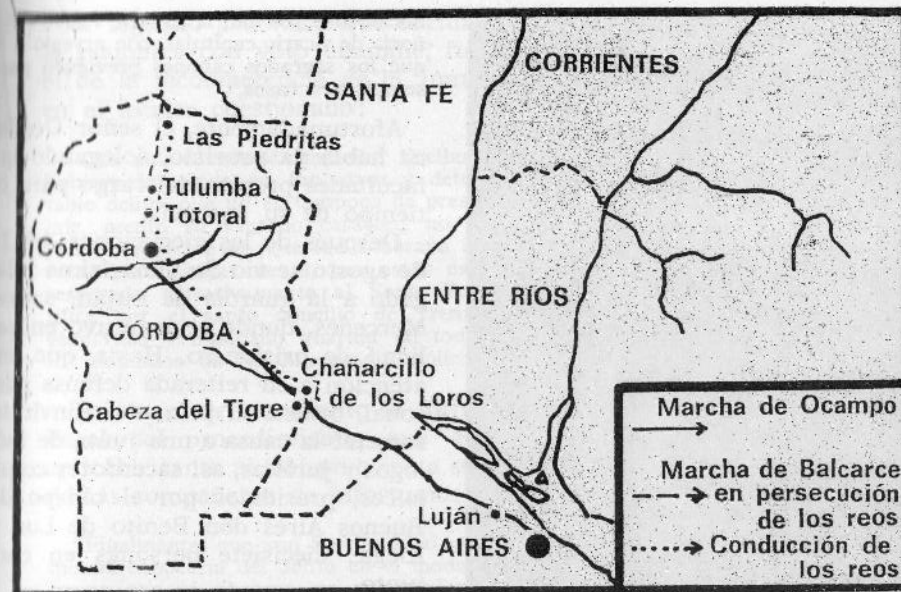 CORRIENTES
SANTA FE
Las Piedritas
Tulumba
Totoral
Córdoba
ENTRE RÍOS
CÓRDOBA
Chañarcillo
de los Loros
Cabeza del Tigre
Luján
BUENOS AIRES
Marcha de Ocampo
Marcha de Balcarce
en persecución
de los reos
Conducción de
los reos